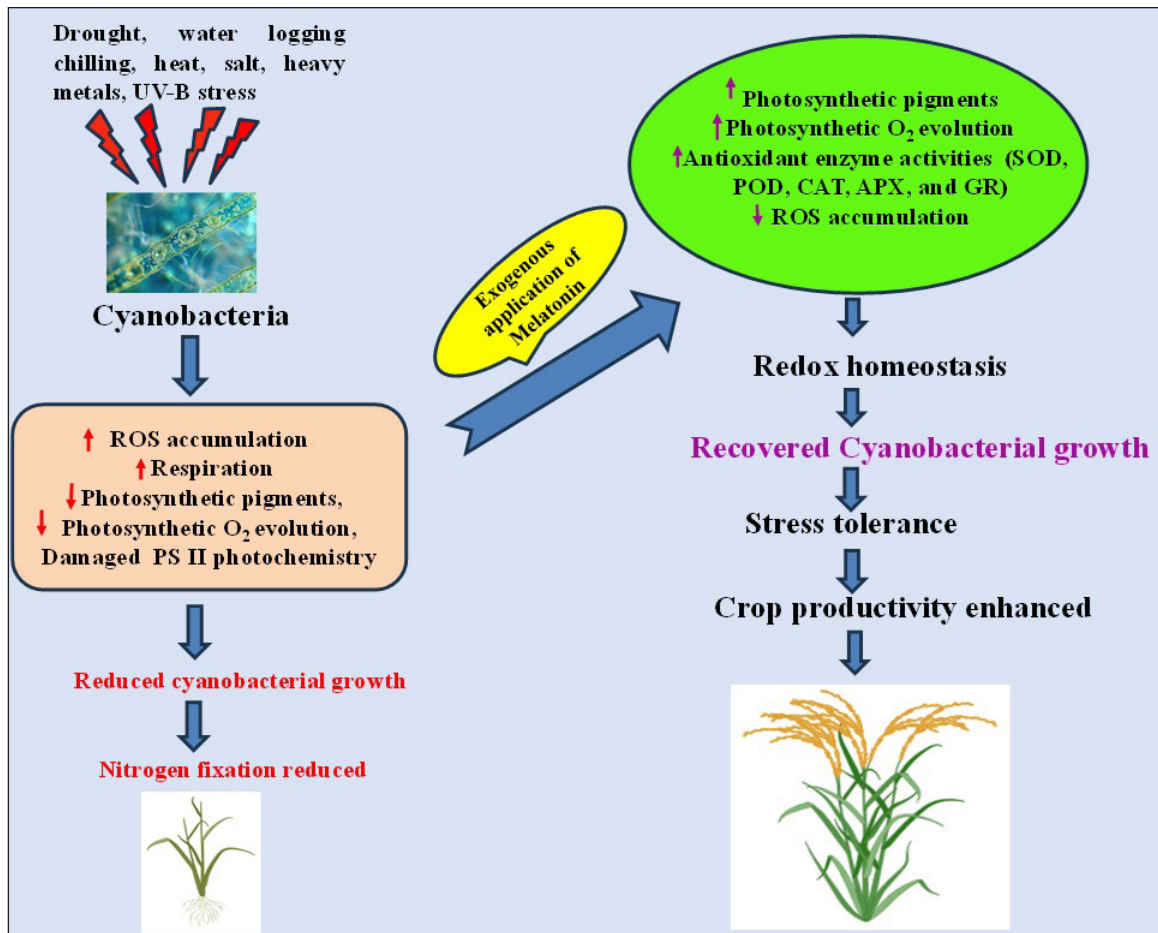 Drought, water logging
chilling, heat, salt, heavy
metals, UV-B stress
Cyanobacteria
↑ ROS accumulation
↑ Respiration
↓ Photosynthetic pigments,
↓ Photosynthetic O₂ evolution,
Damaged PS II photochemistry
Reduced cyanobacterial growth
Nitrogen fixation reduced
Exogenous
application of
Melatonin
↑ Photosynthetic pigments
↑ Photosynthetic O₂ evolution
↑ Antioxidant enzyme activities (SOD,
POD, CAT, APX, and GR)
↓ ROS accumulation
Redox homeostasis
Recovered Cyanobacterial growth
Stress tolerance
Crop productivity enhanced